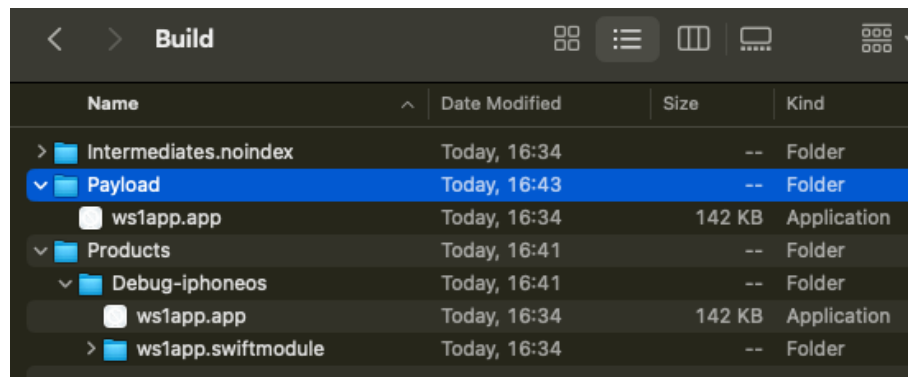 Build
Name Date Modified Size Kind
Intermediates.noindex Today, 16:34 -- Folder
Payload Today, 16:43 -- Folder
ws1app.app Today, 16:34 142 KB Application
Products Today, 16:41 -- Folder
Debug-iphoneos Today, 16:41 -- Folder
ws1app.app Today, 16:34 142 KB Application
ws1app.swiftmodule Today, 16:34 -- Folder